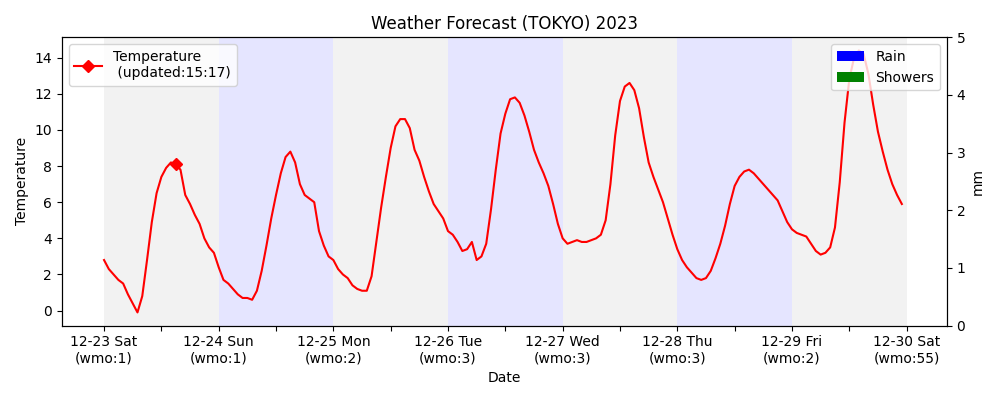 Weather Forecast (TOKYO) 2023
Temperature
(updated:15:17)
Rain
Showers
14
12
10
8
6
4
2
0
Temperature
5
4
3
2
1
0
mm
12-23 Sat
(wmo:1)
12-24 Sun
(wmo:1)
12-25 Mon
(wmo:2)
12-26 Tue
(wmo:3)
12-27 Wed
(wmo:3)
12-28 Thu
(wmo:3)
12-29 Fri
(wmo:2)
12-30 Sat
(wmo:55)
Date